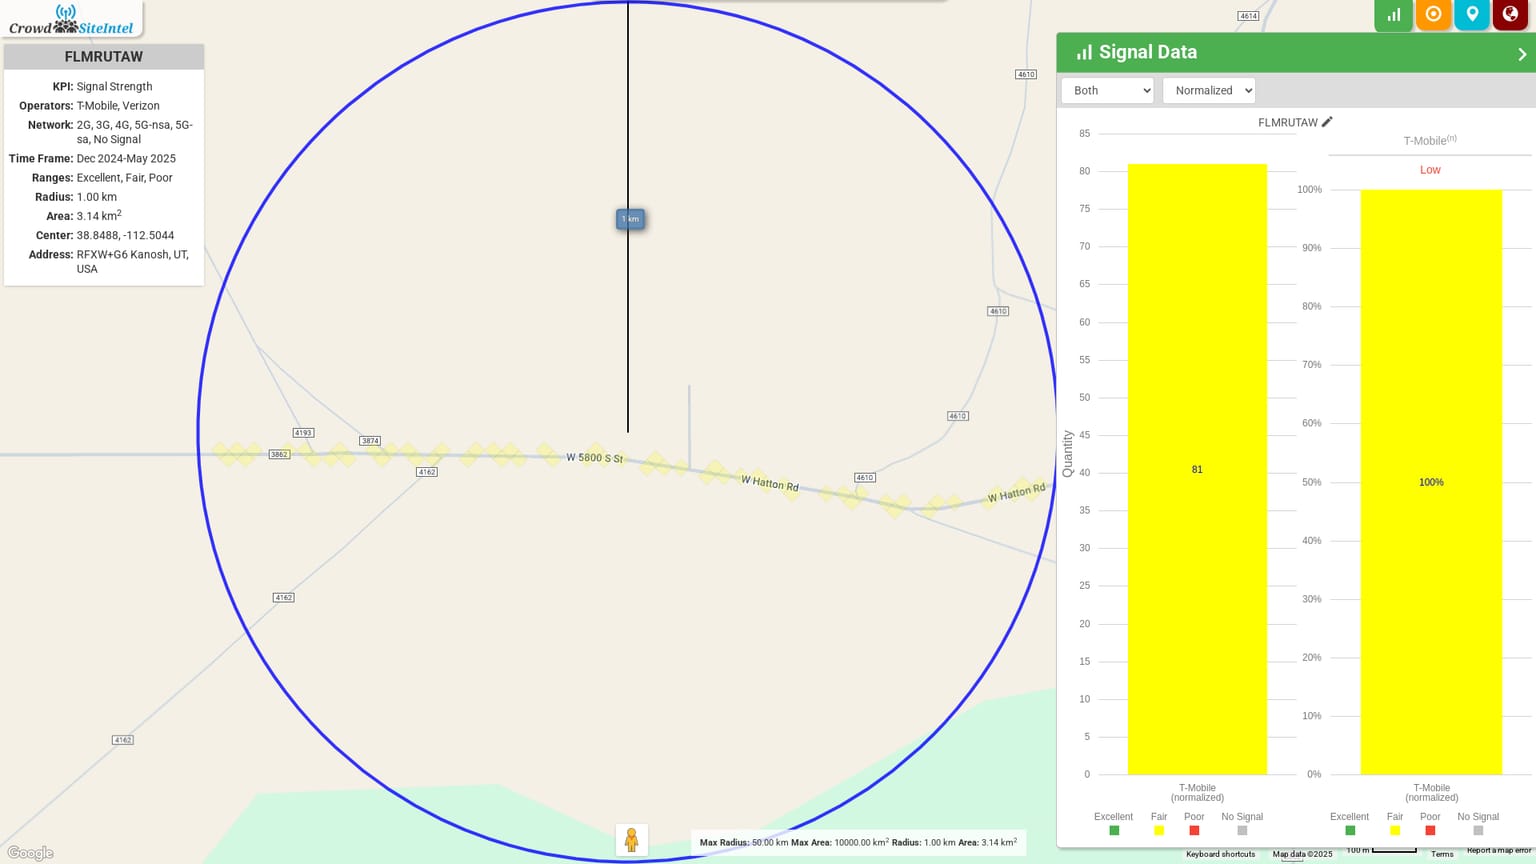 CrowdSiteIntel
FLMRUTAW
KPI: Signal Strength
Operators: T-Mobile, Verizon
Network: 2G, 3G, 4G, 5G-nsa, 5G-
sa, No Signal
Time Frame: Dec 2024-May 2025
Ranges: Excellent, Fair, Poor
Radius: 1.00 km
Area: 3.14 km2
Center: 38.8488, -112.5044
Address: RFXW+G6 Kanosh, UT,
USA
4614
4610
1 km
4610
4610
4193
3874
3862
4162
W 5800 S St
W Hatton Rd
4610
W Hatton Rd
4162
4162
Google
Max Radius: 50.00 km Max Area: 10000.00 km2 Radius: 1.00 km Area: 3.14 km2
Signal Data
Both
Normalized
FLMRUTAW
Quantity
85
80
75
70
65
60
55
50
45
40
35
30
25
20
15
10
5
0
81
T-Mobile
(normalized)
Excellent Fair Poor No Signal
T-Mobile(n)
Low
100%
90%
80%
70%
60%
50%
40%
30%
20%
10%
0%
100%
T-Mobile
(normalized)
Excellent Fair Poor No Signal
Keyboard shortcuts Map data ©2025 100 m Terms Report a map error